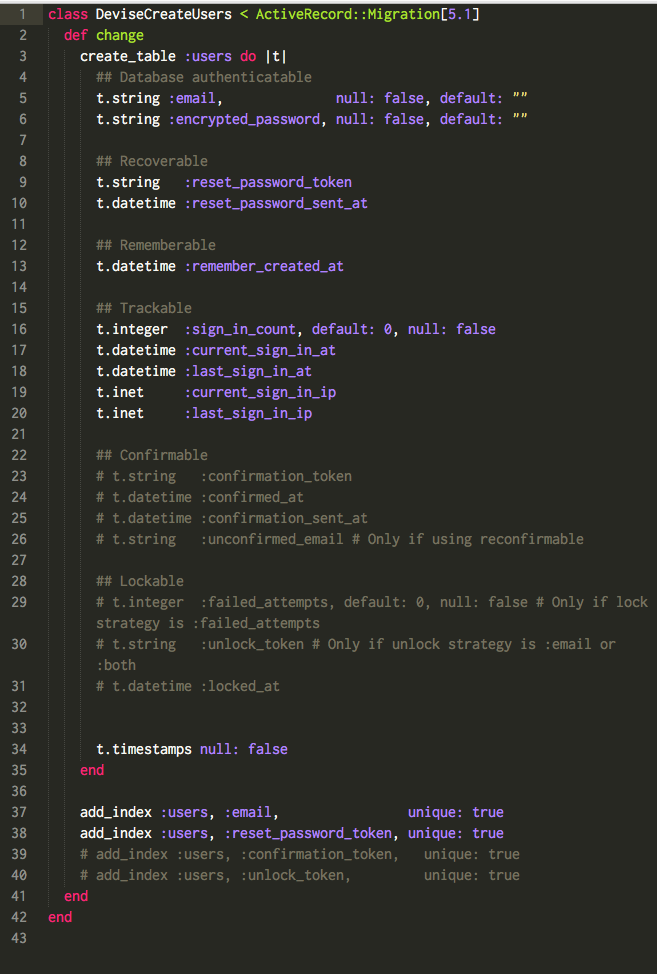 1 class DeviseCreateUsers < ActiveRecord::Migration[5.1]
2   def change
3     create_table :users do |t|
4       ## Database authenticatable
5       t.string :email,              null: false, default: ""
6       t.string :encrypted_password, null: false, default: ""
7
8       ## Recoverable
9       t.string   :reset_password_token
10       t.datetime :reset_password_sent_at
11
12       ## Rememberable
13       t.datetime :remember_created_at
14
15       ## Trackable
16       t.integer  :sign_in_count, default: 0, null: false
17       t.datetime :current_sign_in_at
18       t.datetime :last_sign_in_at
19       t.inet     :current_sign_in_ip
20       t.inet     :last_sign_in_ip
21
22       ## Confirmable
23       # t.string   :confirmation_token
24       # t.datetime :confirmed_at
25       # t.datetime :confirmation_sent_at
26       # t.string   :unconfirmed_email # Only if using reconfirmable
27
28       ## Lockable
29       # t.integer  :failed_attempts, default: 0, null: false # Only if lock
strategy is :failed_attempts
30       # t.string   :unlock_token # Only if unlock strategy is :email or
:both
31       # t.datetime :locked_at
32
33
34       t.timestamps null: false
35     end
36
37     add_index :users, :email,                unique: true
38     add_index :users, :reset_password_token, unique: true
39     # add_index :users, :confirmation_token,   unique: true
40     # add_index :users, :unlock_token,         unique: true
41   end
42 end
43